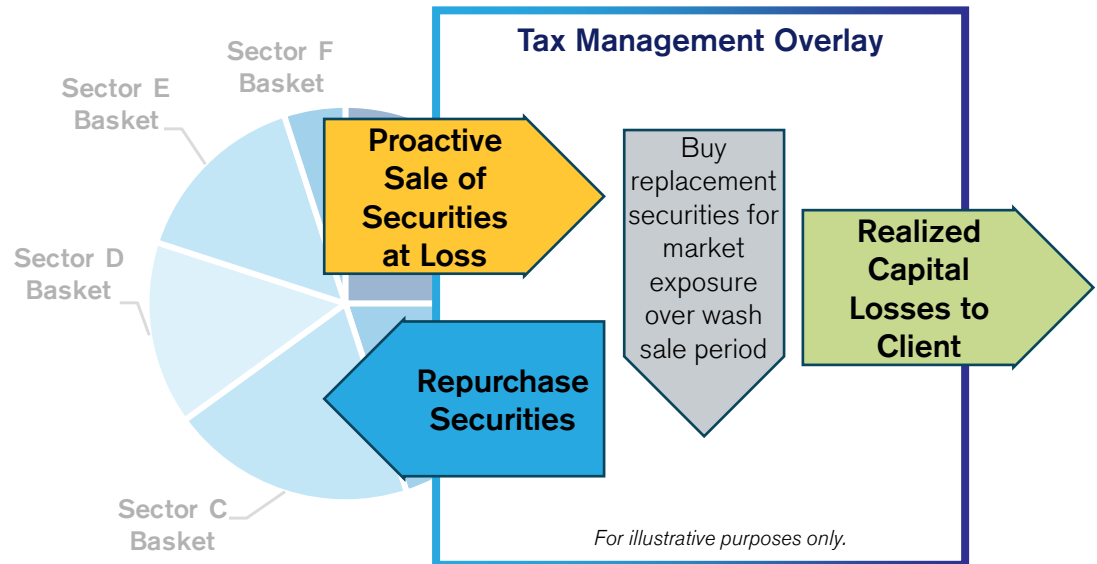 Tax Management Overlay
Sector F
Basket
Sector E
Basket
Sector D
Basket
Sector C
Basket
Proactive
Sale of
Securities
at Loss
Buy
replacement
securities for
market
exposure
over wash
sale period
Realized
Capital
Losses to
Client
Repurchase
Securities
For illustrative purposes only.